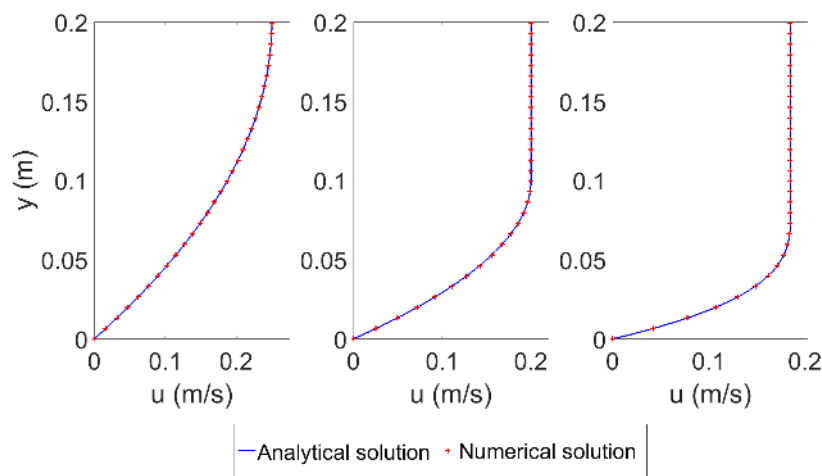 0.2 0.2 0.2
0.15 0.15 0.15
y (m) 0.1 0.1 0.1
0.05 0.05 0.05
0 0 0
0 0.1 0.2 0 0.1 0.2 0 0.1 0.2
u (m/s) u (m/s) u (m/s)
Analytical solution Numerical solution